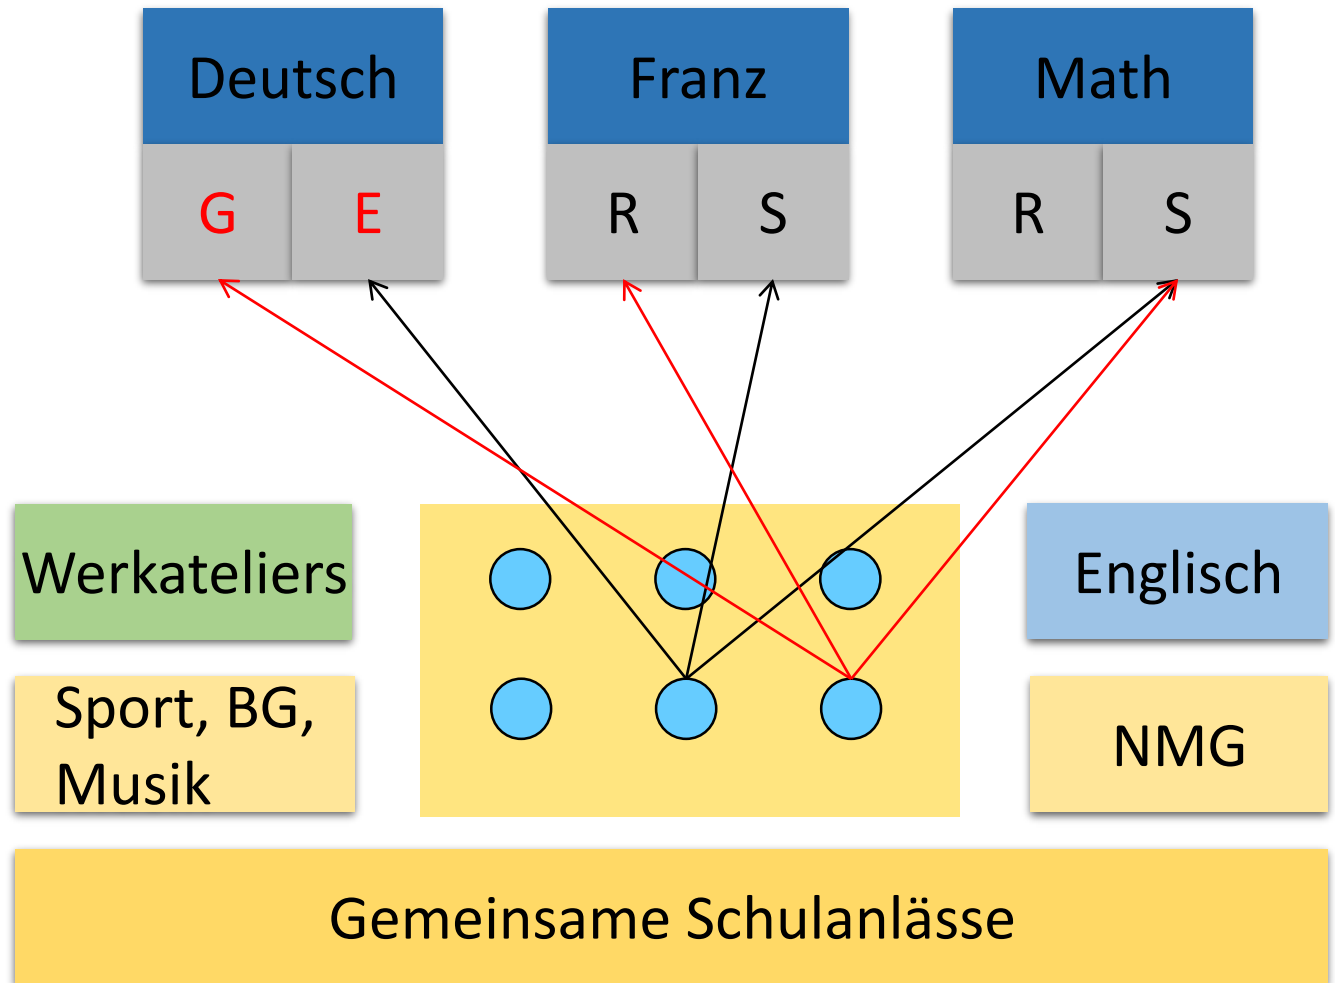 Deutsch
Franz
Math
G
E
R
S
R
S
Werkateliers
Englisch
Sport, BG,
Musik
NMG
Gemeinsame Schulanlässe